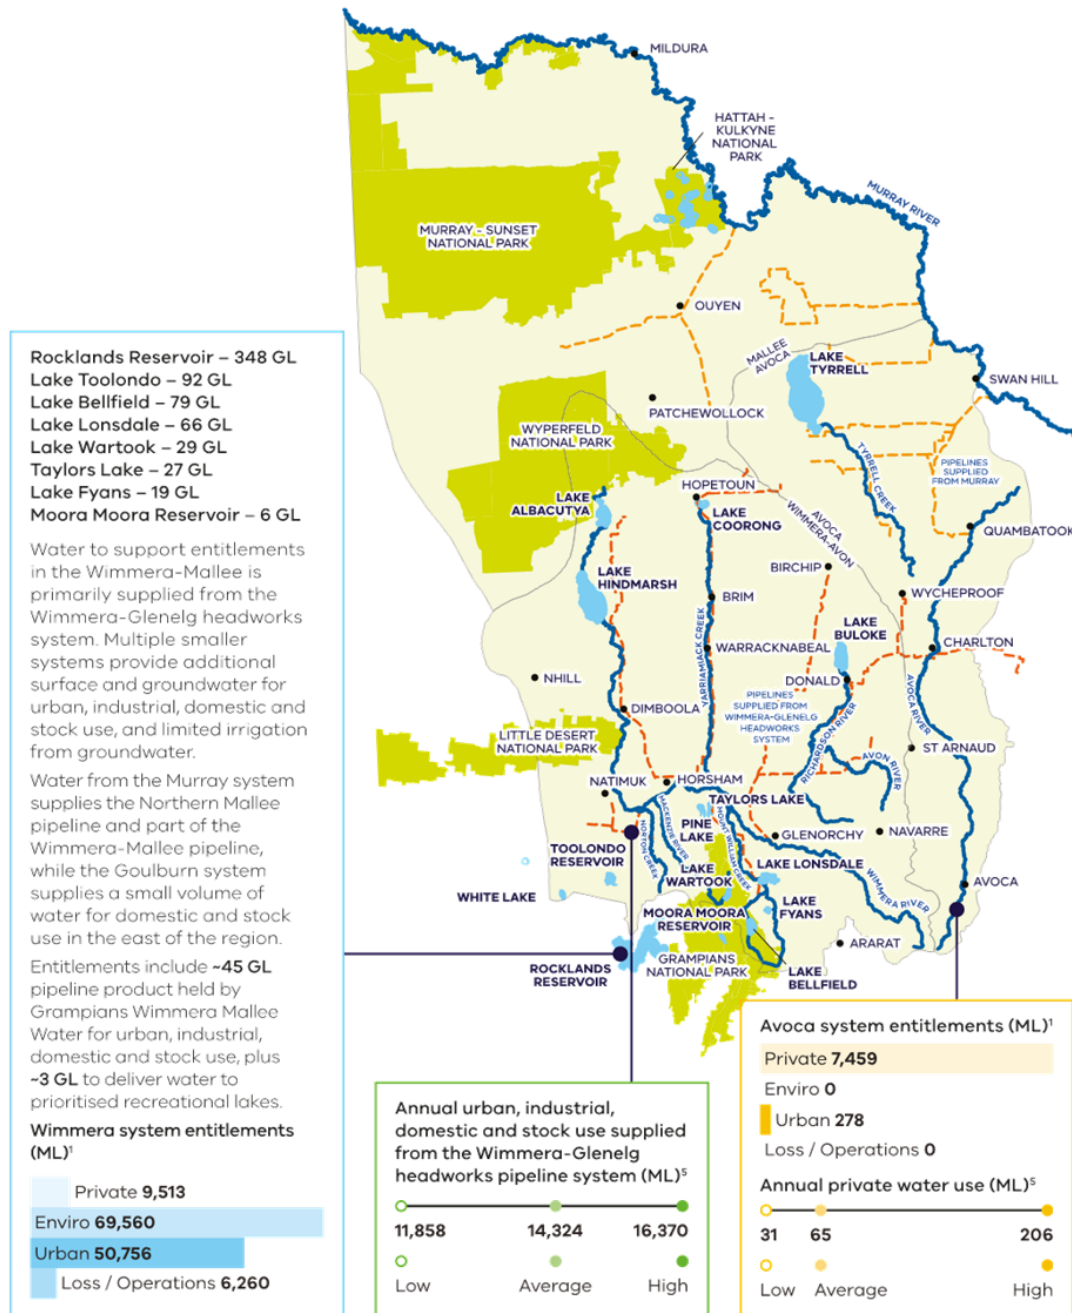 MILDURA
HATTAH -
KULKYNE
NATIONAL
PARK
MURRAY RIVER
MURRAY - SUNSET
NATIONAL PARK
OUYEN
MALLEE
AVOCA
LAKE
TYRRELL
SWAN HILL
PATCHEWOLLOCK
WYPERFELD
NATIONAL PARK
TYRRELL CREEK
PIPELINES
SUPPLIED
FROM MURRAY
HOPETOUN
LAKE
ALBACUTYA
LAKE
COORONG
AVOCA
WIMMERA-AVON
QUAMBATOOK
BIRCHIP
LAKE
HINDMARSH
BRIM
WYCHEPROOF
LAKE
BULOKE
YARRIAMIACK CREEK
WARRACKNABEAL
CHARLTON
NHILL
DONALD
AVOCA RIVER
DIMBOOLA
PIPELINES
SUPPLIED FROM
WIMMERA-GLENELG
HEADWORKS
SYSTEM
RICHARDSON RIVER
LITTLE DESERT
NATIONAL PARK
ST ARNAUD
AVON RIVER
NATIMUK
HORSHAM
TAYLORS LAKE
MACKENZIE RIVER
NORTON CREEK
MOUNT WILLIAM CREEK
PINE
LAKE
GLENORCHY
NAVARRE
TOOLONDO
RESERVOIR
LAKE
WARTOOK
LAKE LONSDALE
WIMMERA RIVER
AVOCA
WHITE LAKE
MOORA MOORA
RESERVOIR
LAKE
FYANS
ARARAT
ROCKLANDS
RESERVOIR
GRAMPIANS
NATIONAL PARK
LAKE
BELLFIELD
Rocklands Reservoir – 348 GL
Lake Toolondo – 92 GL
Lake Bellfield – 79 GL
Lake Lonsdale – 66 GL
Lake Wartook – 29 GL
Taylors Lake – 27 GL
Lake Fyans – 19 GL
Moora Moora Reservoir – 6 GL
Water to support entitlements
in the Wimmera-Mallee is
primarily supplied from the
Wimmera-Glenelg headworks
system. Multiple smaller
systems provide additional
surface and groundwater for
urban, industrial, domestic and
stock use, and limited irrigation
from groundwater.
Water from the Murray system
supplies the Northern Mallee
pipeline and part of the
Wimmera-Mallee pipeline,
while the Goulburn system
supplies a small volume of
water for domestic and stock
use in the east of the region.
Entitlements include ~45 GL
pipeline product held by
Grampians Wimmera Mallee
Water for urban, industrial,
domestic and stock use, plus
~3 GL to deliver water to
prioritised recreational lakes.
Wimmera system entitlements
(ML)¹
Private 9,513
Enviro 69,560
Urban 50,756
Loss / Operations 6,260
Annual urban, industrial,
domestic and stock use supplied
from the Wimmera-Glenelg
headworks pipeline system (ML)⁵
11,858 14,324 16,370
Low Average High
Avoca system entitlements (ML)¹
Private 7,459
Enviro 0
Urban 278
Loss / Operations 0
Annual private water use (ML)⁵
31 65 206
Low Average High